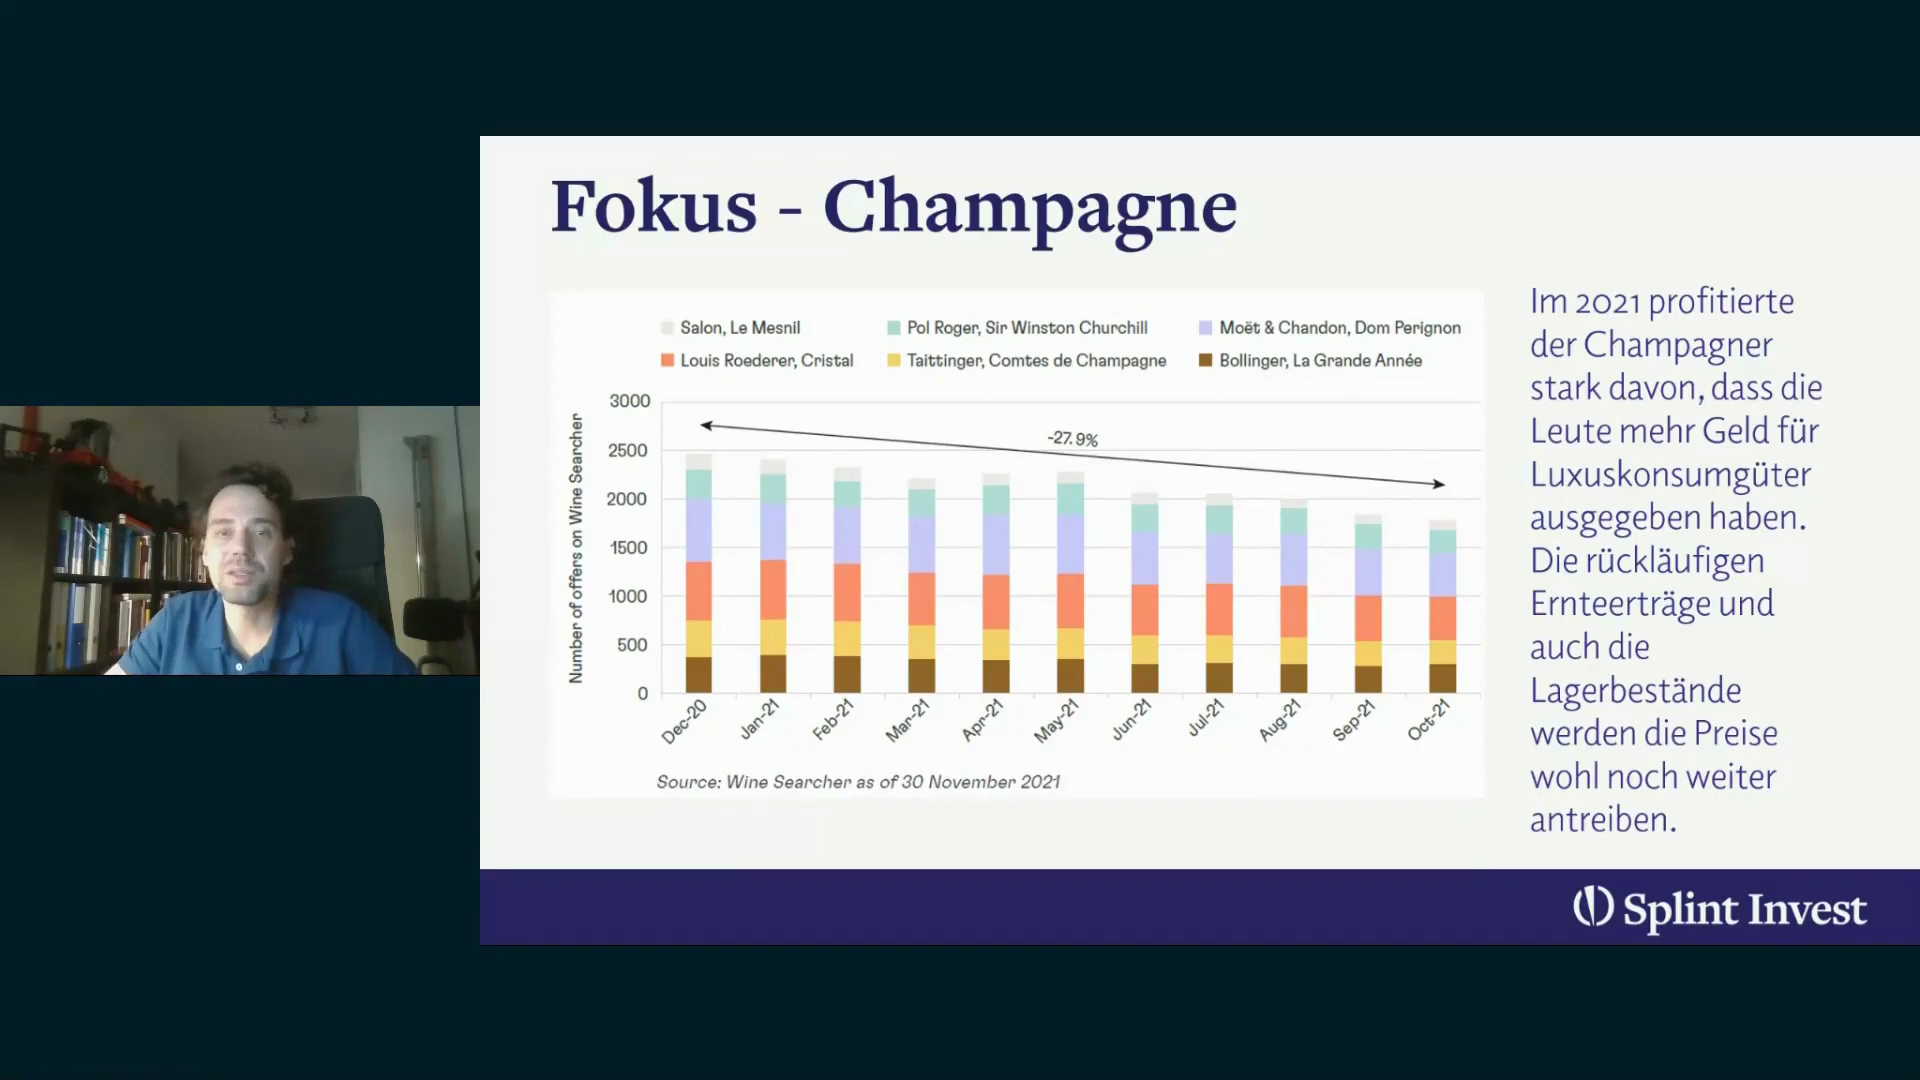 Fokus - Champagne
Salon, Le Mesnil
Pol Roger, Sir Winston Churchill
Moët & Chandon, Dom Perignon
Louis Roederer, Cristal
Taittinger, Comtes de Champagne
Bollinger, La Grande Année
Number of offers on Wine Searcher
3000
2500
2000
1500
1000
500
0
-27.9%
Dec-20
Jan-21
Feb-21
Mar-21
Apr-21
May-21
Jun-21
Jul-21
Aug-21
Sep-21
Oct-21
Source: Wine Searcher as of 30 November 2021
Im 2021 profitierte
der Champagner
stark davon, dass die
Leute mehr Geld für
Luxuskonsumgüter
ausgegeben haben.
Die rückläufigen
Ernteerträge und
auch die
Lagerbestände
werden die Preise
wohl noch weiter
antreiben.
Splint Invest